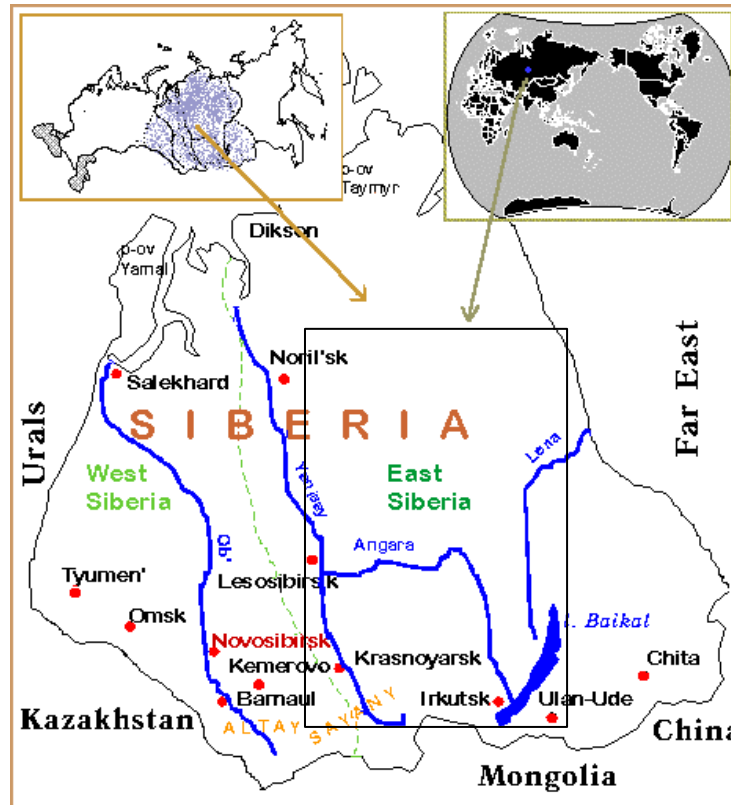 p-ov
Taymyr
Dikson
p-ov
Yamal
Noril'sk
Salekhard
SIBERIA
Urals
Far East
West
Siberia
East
Siberia
Lena
Yenisey
Ob'
Angara
Lesosibirsk
Tyumen'
Omsk
Novosibirsk
Kemerovo
Krasnoyarsk
l. Baikal
Chita
Barnaul
Irkutsk
Ulan-Ude
Kazakhstan
ALTAY
SAYANY
China
Mongolia